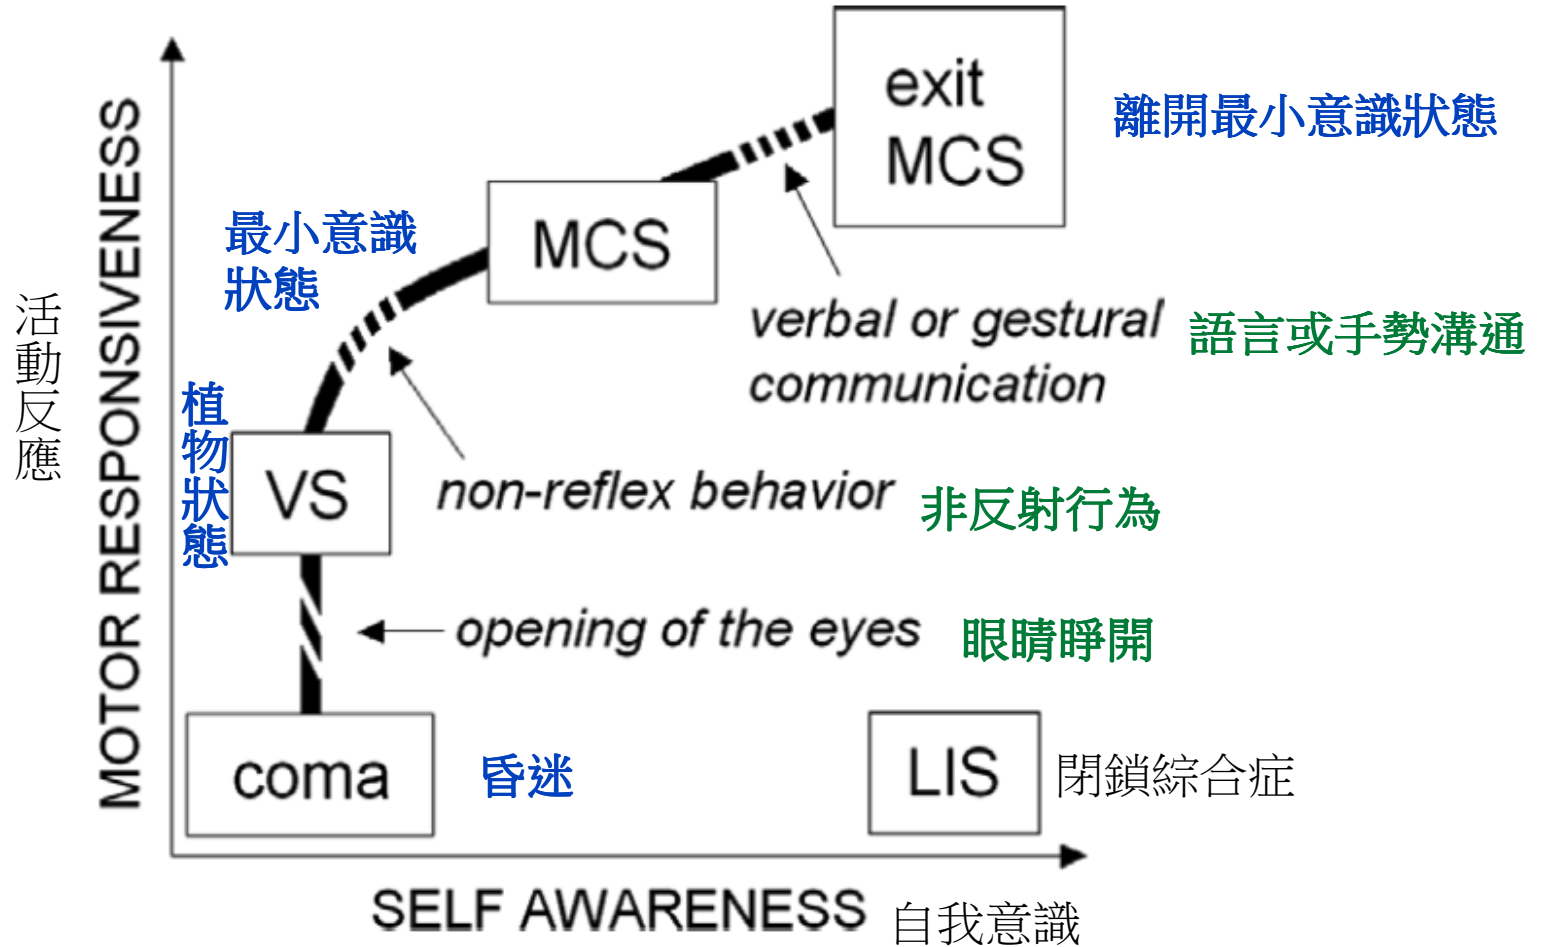 exit
MCS
離開最小意識狀態
最小意識
狀態
MCS
verbal or gestural
communication
語言或手勢溝通
活動反應
MOTOR RESPONSIVENESS
植物狀態
VS
non-reflex behavior
非反射行為
opening of the eyes
眼睛睜開
coma
昏迷
LIS
閉鎖綜合症
SELF AWARENESS
自我意識